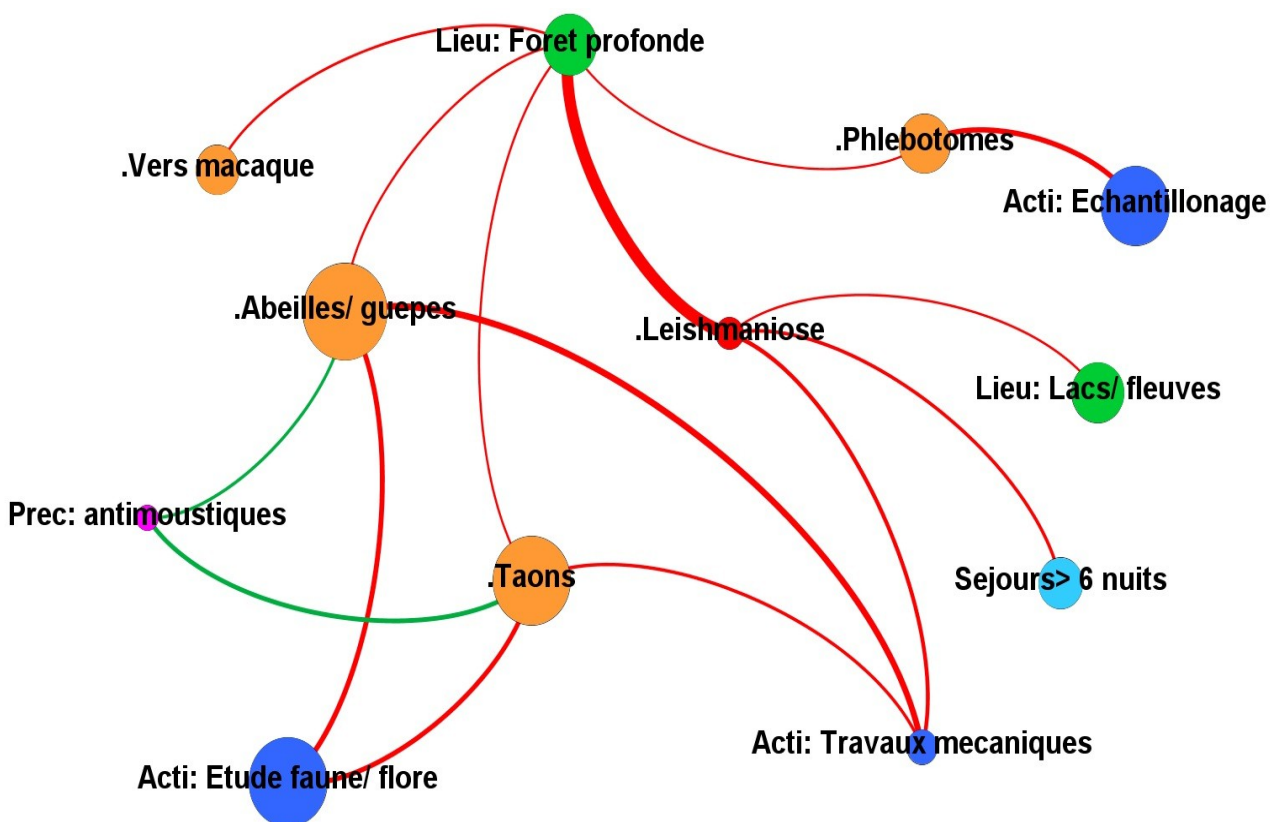 Lieu: Foret profonde
.Phlebotomes
.Vers macaque
Acti: Echantillonage
.Abeilles/ guepes
.Leishmaniose
Lieu: Lacs/ fleuves
Prec: antimoustiques
.Taons
Sejours> 6 nuits
Acti: Travaux mecaniques
Acti: Etude faune/ flore